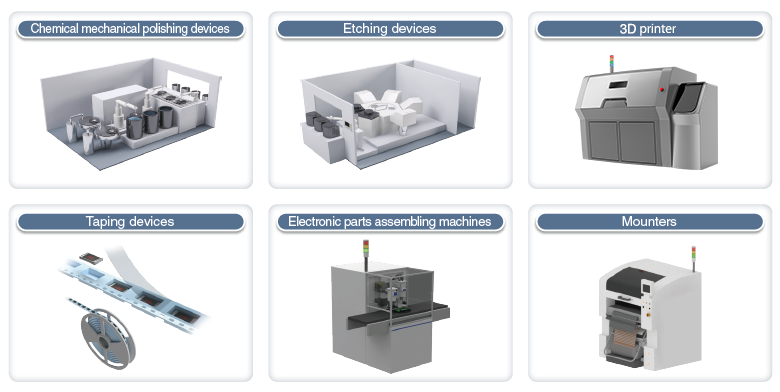 Chemical mechanical polishing devices
Etching devices
3D printer
Taping devices
Electronic parts assembling machines
Mounters